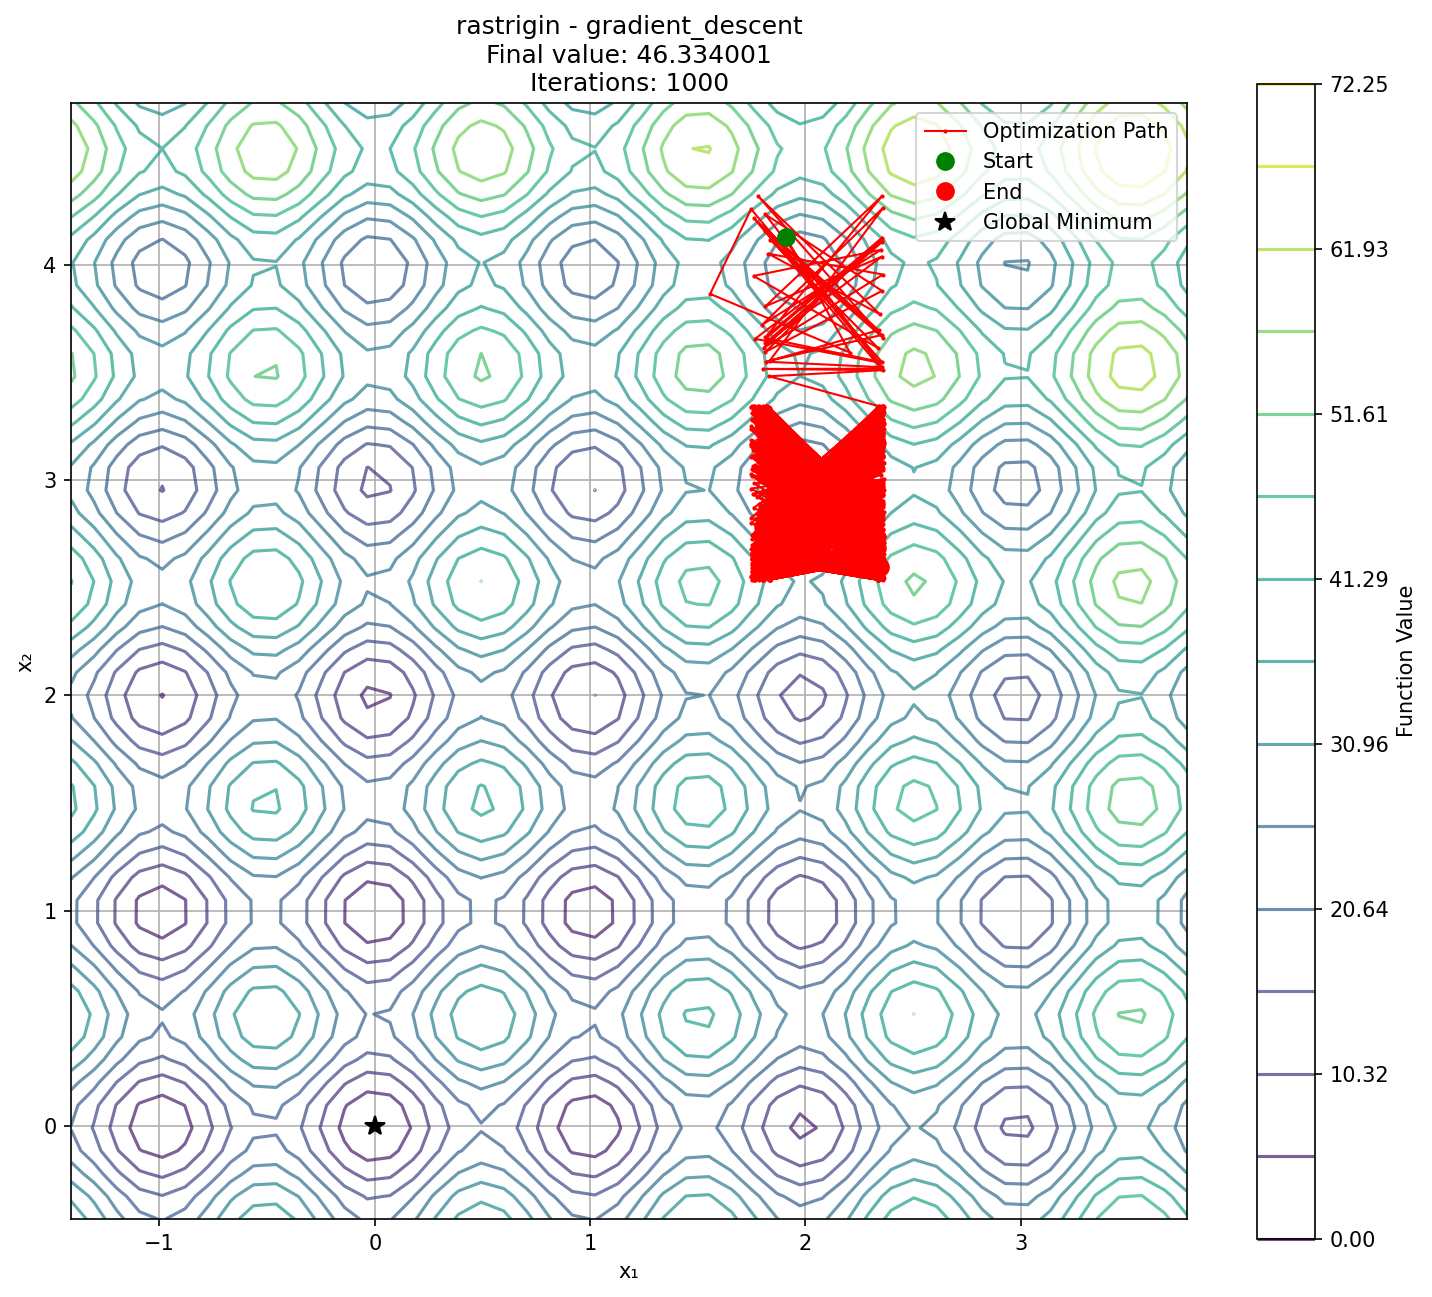 rastrigin - gradient_descent
Final value: 46.334001
Iterations: 1000
Optimization Path
Start
End
Global Minimum
4
3
2
1
0
x₂
−1
0
1
2
3
x₁
72.25
61.93
51.61
41.29
30.96
20.64
10.32
0.00
Function Value